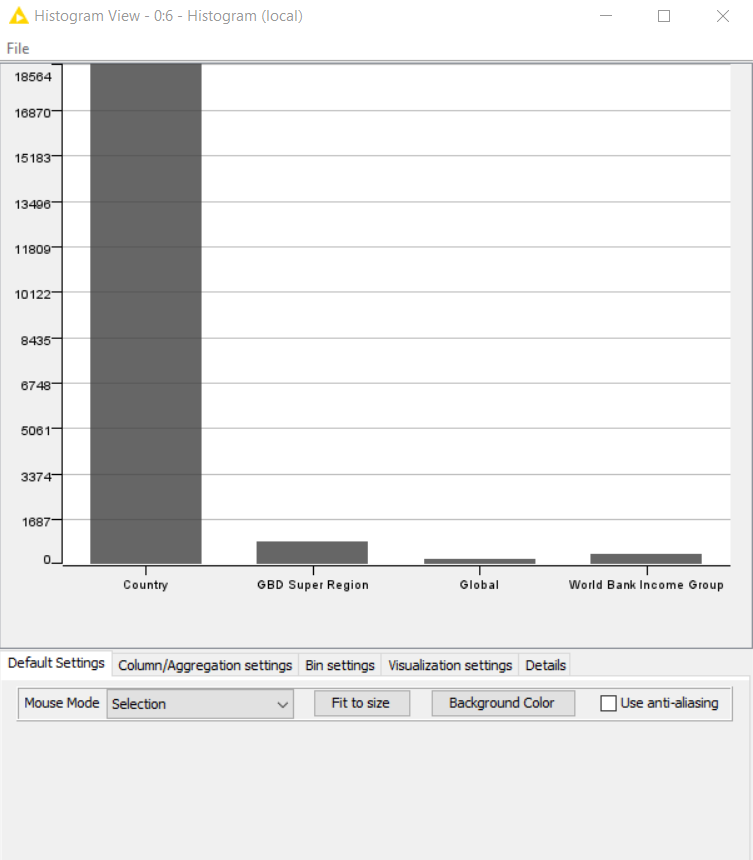 Histogram View - 0:6 - Histogram (local)
File
18564
16870
15183
13496
11809
10122
8435
6748
5061
3374
1687
0
Country GBD Super Region Global World Bank Income Group
Default Settings Column/Aggregation settings Bin settings Visualization settings Details
Mouse Mode Selection Fit to size Background Color Use anti-aliasing